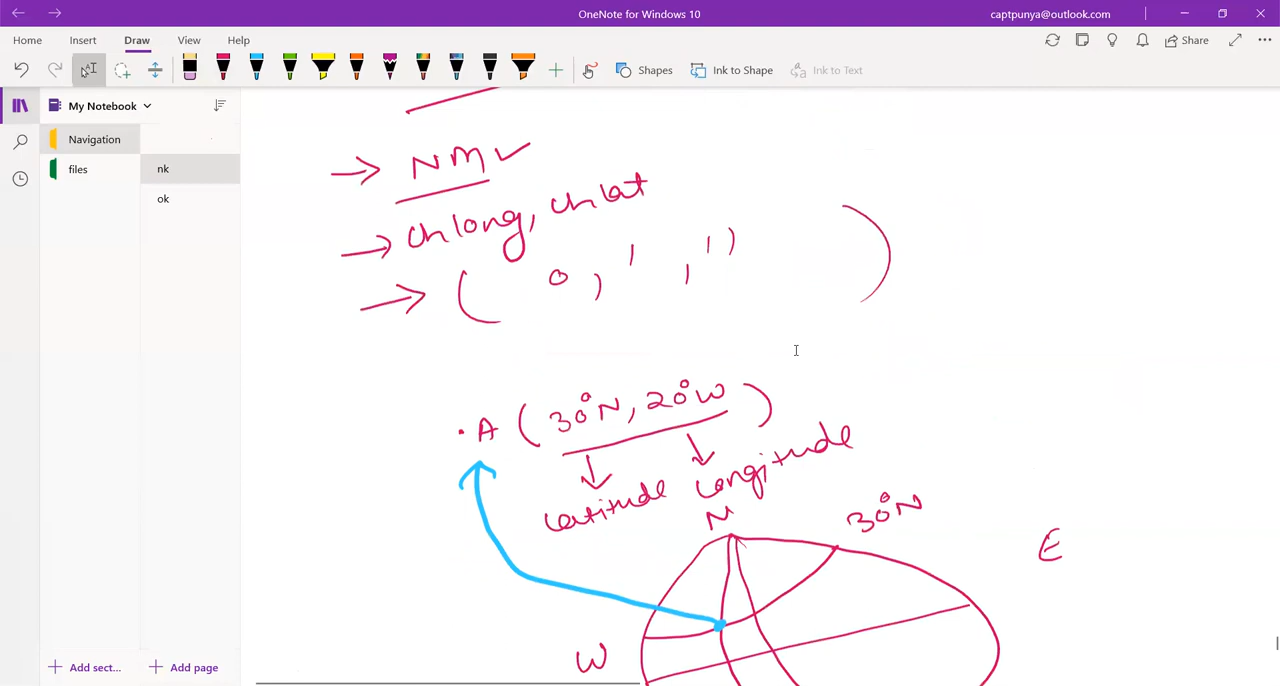 OneNote for Windows 10
captpunya@outlook.com
Home Insert Draw View Help
Share
Shapes Ink to Shape Ink to Text
My Notebook
Navigation
files
nk
ok
→ NM ✓
→ ch long, ch lat
→ ( °, ', '' )
. A ( 30°N, 20°W )
Latitude Longitude
N
30°N
E
W
+ Add sect... + Add page